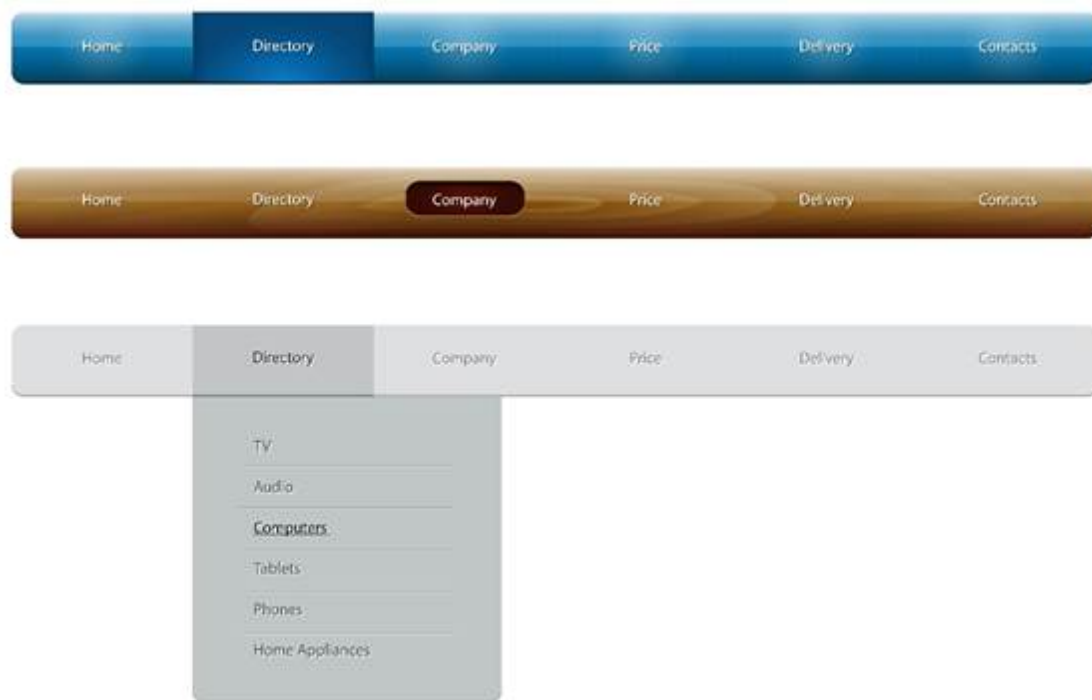 Home Directory Company Price Delivery Contacts
Home Directory Company Price Delivery Contacts
Home Directory Company Price Delivery Contacts
TV
Audio
Computers
Tablets
Phones
Home Appliances